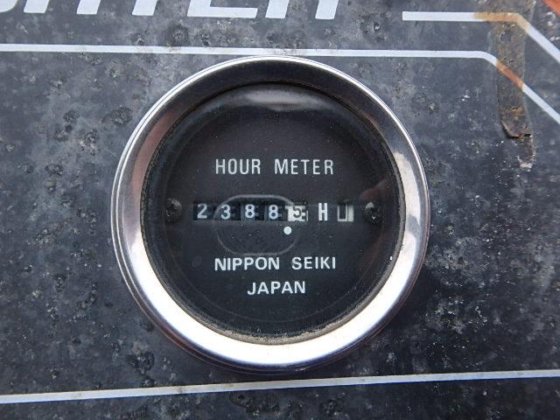 HOUR METER
23885 H
NIPPON SEIKI
JAPAN